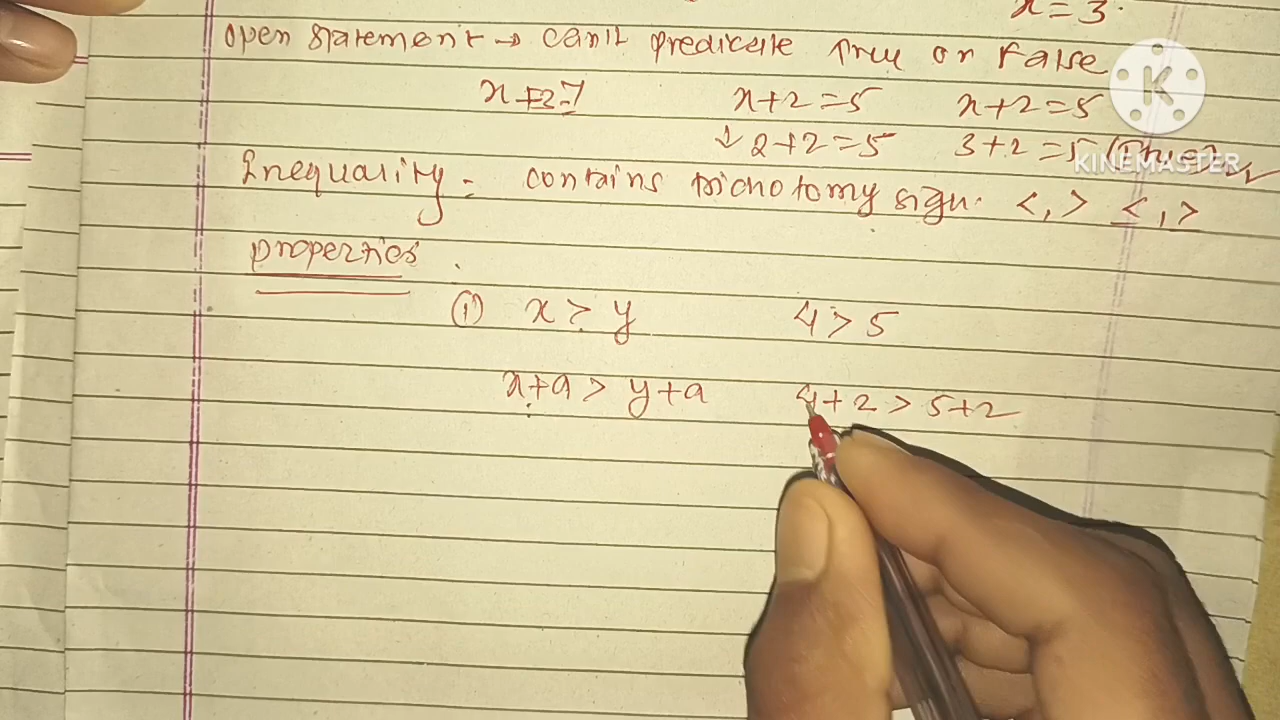 x = 3.
open statement → can't predicate True or False
x+2=7 x+2=5 x+2=5
↓ 2+2=5 3+2=5
KINEMASTER
Inequality = contains trichotomy sign. <, > ≤, ≥
properties.
① x > y 4 > 5
x+a > y+a 4+2 > 5+2